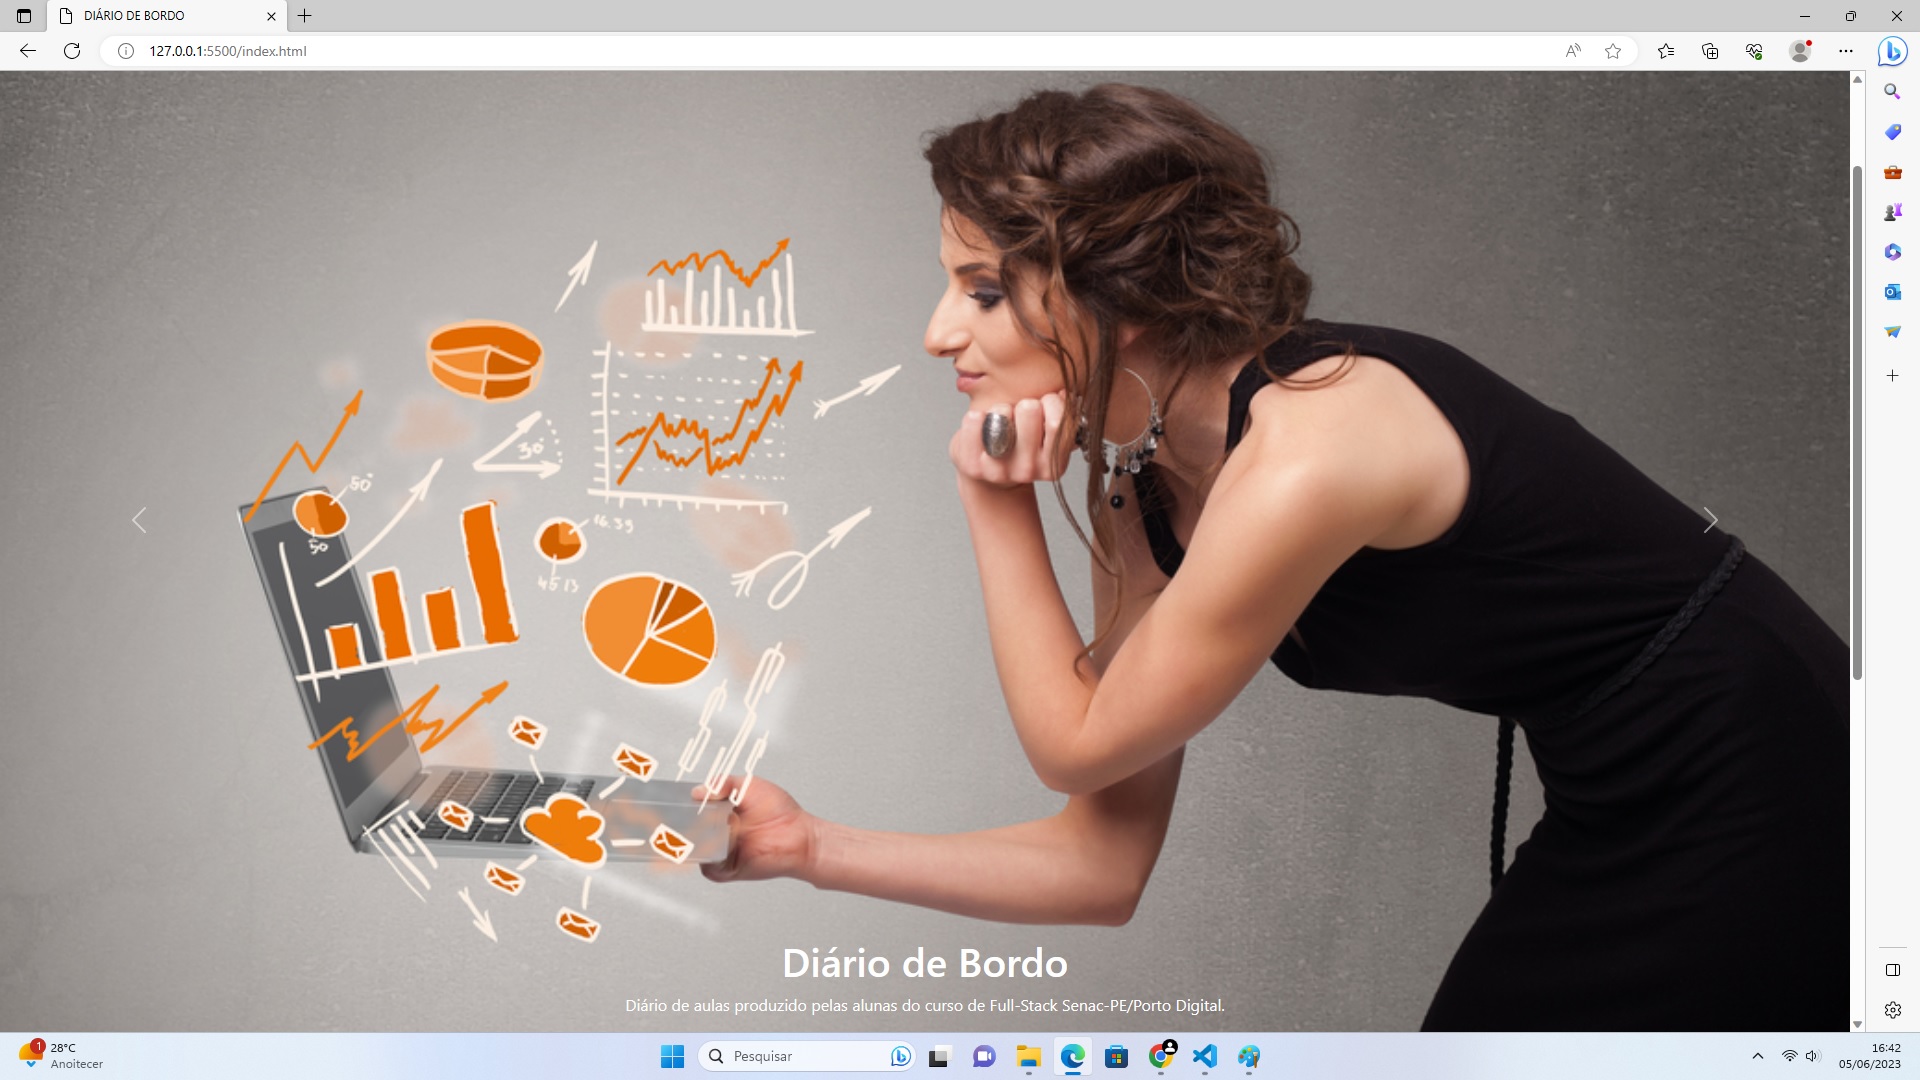 DIÁRIO DE BORDO
127.0.0.1:5500/index.html
30°
50°
50
16.39
45 13
Diário de Bordo
Diário de aulas produzido pelas alunas do curso de Full-Stack Senac-PE/Porto Digital.
1
28°C
Anoitecer
Pesquisar
16:42
05/06/2023